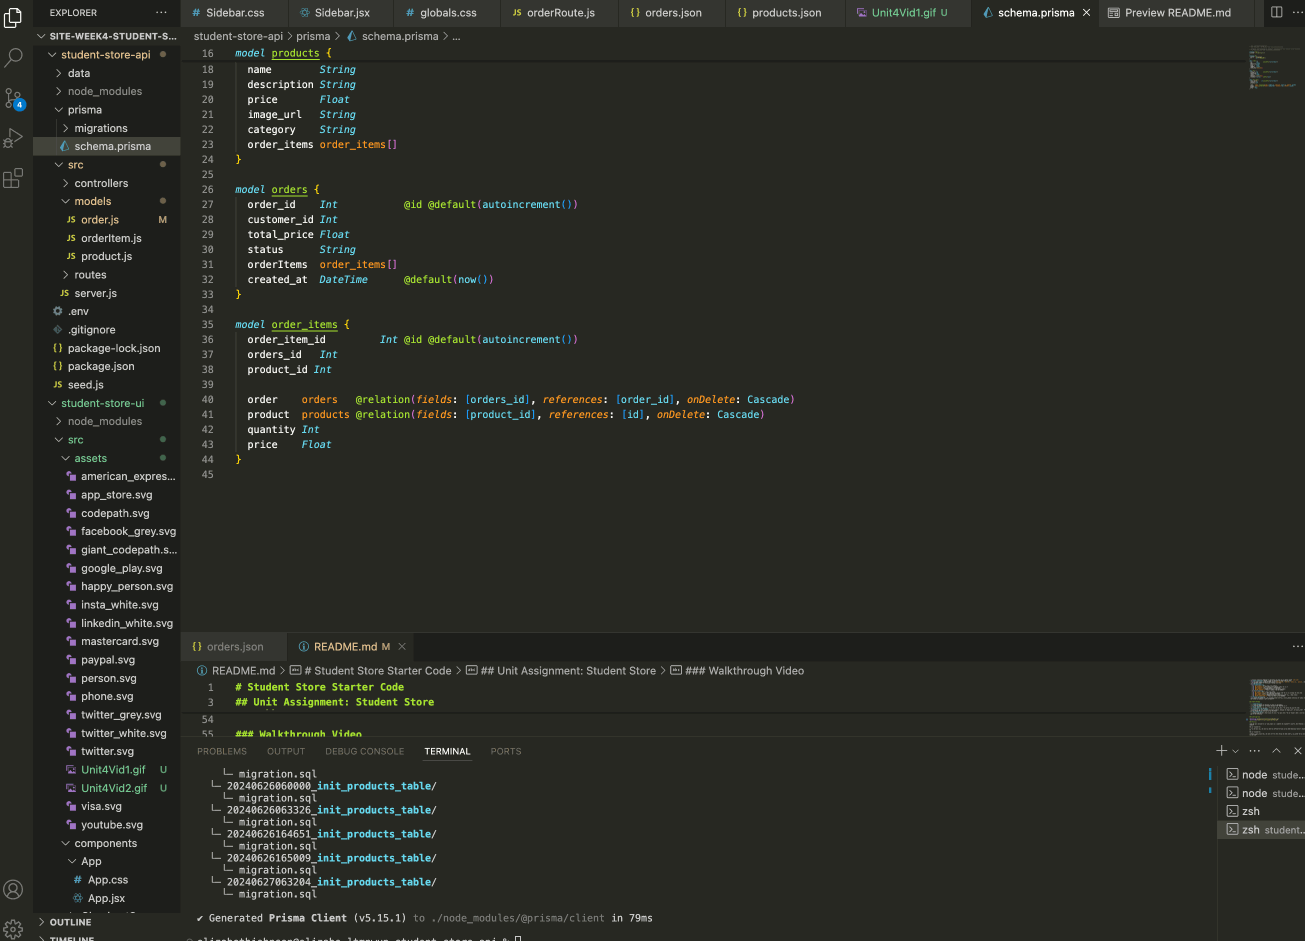 EXPLORER
SITE-WEEK4-STUDENT-S...
student-store-api
data
node_modules
prisma
migrations
schema.prisma
src
controllers
models
JS order.js M
JS orderItem.js
JS product.js
routes
JS server.js
.env
.gitignore
{} package-lock.json
{} package.json
JS seed.js
student-store-ui
node_modules
src
assets
american_expres...
app_store.svg
codepath.svg
facebook_grey.svg
giant_codepath.s...
google_play.svg
happy_person.svg
insta_white.svg
linkedin_white.svg
mastercard.svg
paypal.svg
person.svg
phone.svg
twitter_grey.svg
twitter_white.svg
twitter.svg
Unit4Vid1.gif U
Unit4Vid2.gif U
visa.svg
youtube.svg
components
App
# App.css
App.jsx
OUTLINE
TIMELINE
4
# Sidebar.css
Sidebar.jsx
# globals.css
JS orderRoute.js
{} orders.json
{} products.json
Unit4Vid1.gif U
schema.prisma
Preview README.md
student-store-api > prisma > schema.prisma > ...
16 model products {
18 name String
19 description String
20 price Float
21 image_url String
22 category String
23 order_items order_items[]
24 }
25
26 model orders {
27 order_id Int @id @default(autoincrement())
28 customer_id Int
29 total_price Float
30 status String
31 orderItems order_items[]
32 created_at DateTime @default(now())
33 }
34
35 model order_items {
36 order_item_id Int @id @default(autoincrement())
37 orders_id Int
38 product_id Int
39
40 order orders @relation(fields: [orders_id], references: [order_id], onDelete: Cascade)
41 product products @relation(fields: [product_id], references: [id], onDelete: Cascade)
42 quantity Int
43 price Float
44 }
45
{} orders.json
README.md M
README.md > # Student Store Starter Code > ## Unit Assignment: Student Store > ### Walkthrough Video
1 # Student Store Starter Code
3 ## Unit Assignment: Student Store
54
55 ### Walkthrough Video
PROBLEMS OUTPUT DEBUG CONSOLE TERMINAL PORTS
└─ migration.sql
└─ 20240626060000_init_products_table/
└─ migration.sql
└─ 20240626063326_init_products_table/
└─ migration.sql
└─ 20240626164651_init_products_table/
└─ migration.sql
└─ 20240626165009_init_products_table/
└─ migration.sql
└─ 20240627063204_init_products_table/
└─ migration.sql
✔ Generated Prisma Client (v5.15.1) to ./node_modules/@prisma/client in 79ms
node stude...
node stude...
zsh
zsh student...